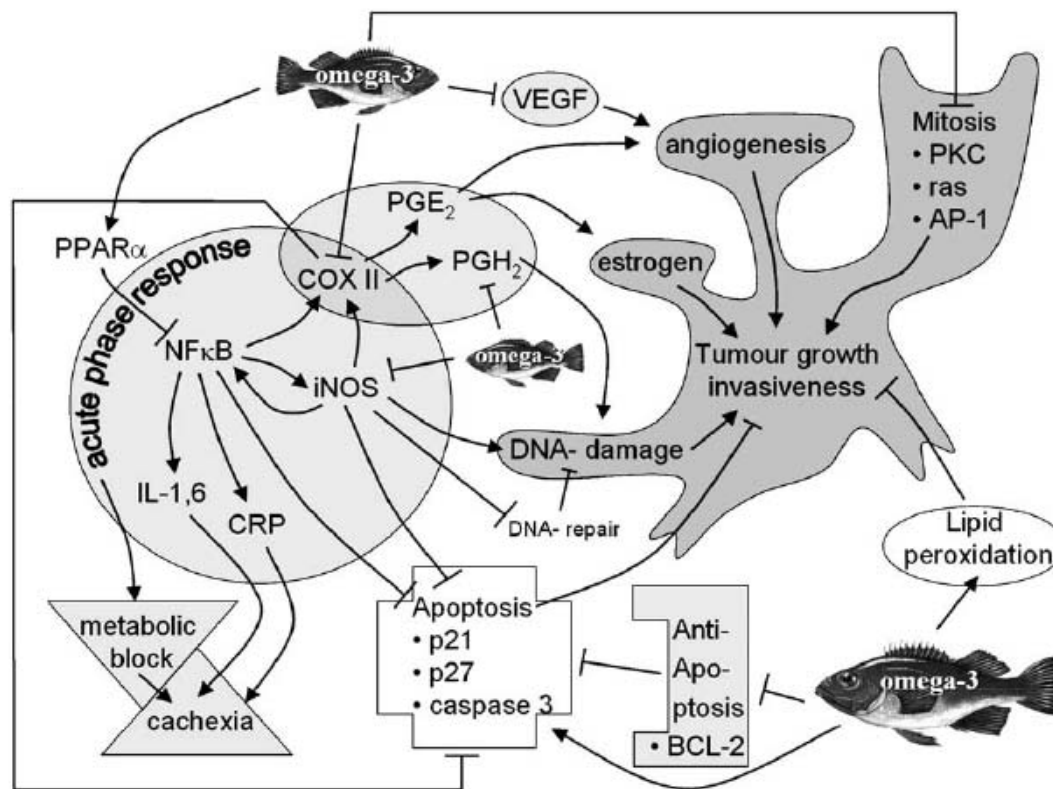 omega-3
VEGF
angiogenesis
Mitosis
• PKC
• ras
• AP-1
PGE₂
PPARα
acute phase response
COX II
PGH₂
estrogen
NFκB
iNOS
omega-3
Tumour growth
invasiveness
DNA- damage
IL-1,6
CRP
DNA- repair
Lipid
peroxidation
metabolic
block
cachexia
Apoptosis
• p21
• p27
• caspase 3
Anti-
Apo-
ptosis
• BCL-2
omega-3